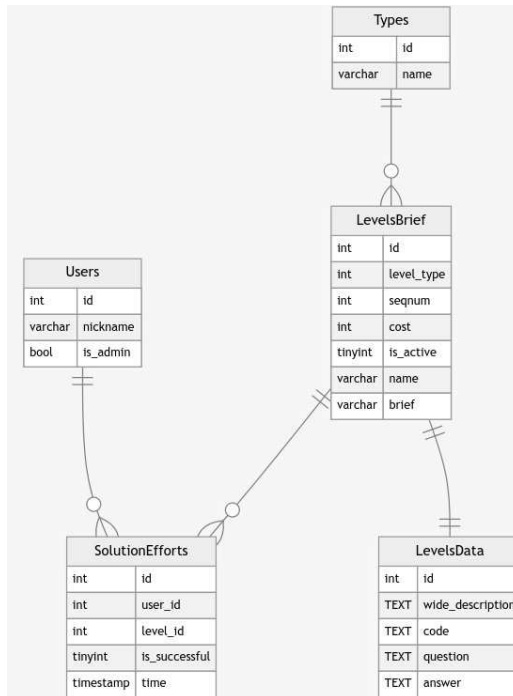 Types
int id
varchar name
LevelsBrief
int id
int level_type
int seqnum
int cost
tinyint is_active
varchar name
varchar brief
Users
int id
varchar nickname
bool is_admin
SolutionEfforts
int id
int user_id
int level_id
tinyint is_successful
timestamp time
LevelsData
int id
TEXT wide_description
TEXT code
TEXT question
TEXT answer